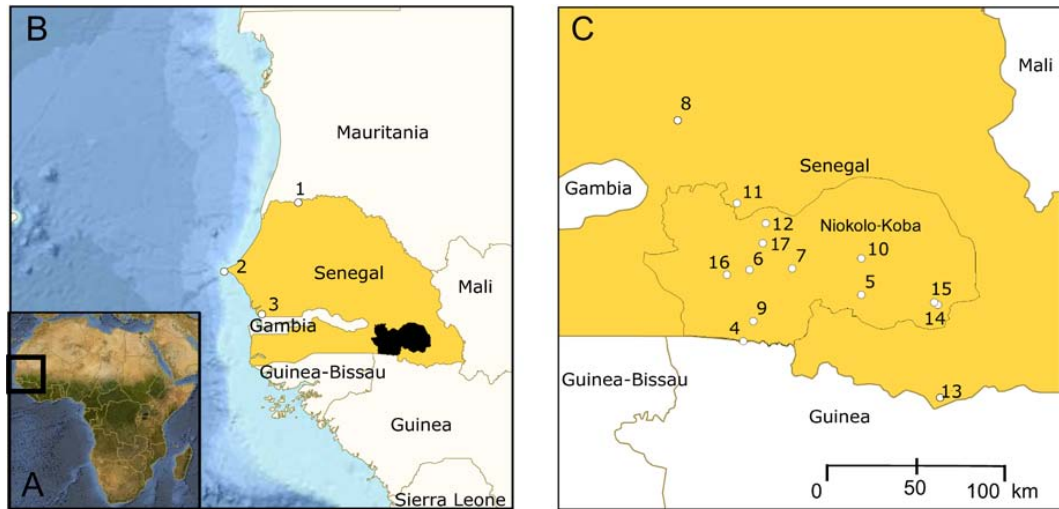 B
Mauritania
1
2
Senegal
Mali
3
Gambia
Guinea-Bissau
Guinea
Sierra Leone
A
C
Mali
8
Senegal
Gambia
11
12
Niokolo-Koba
17
10
16
6
7
5
15
14
9
4
Guinea-Bissau
13
Guinea
0
50
100
km